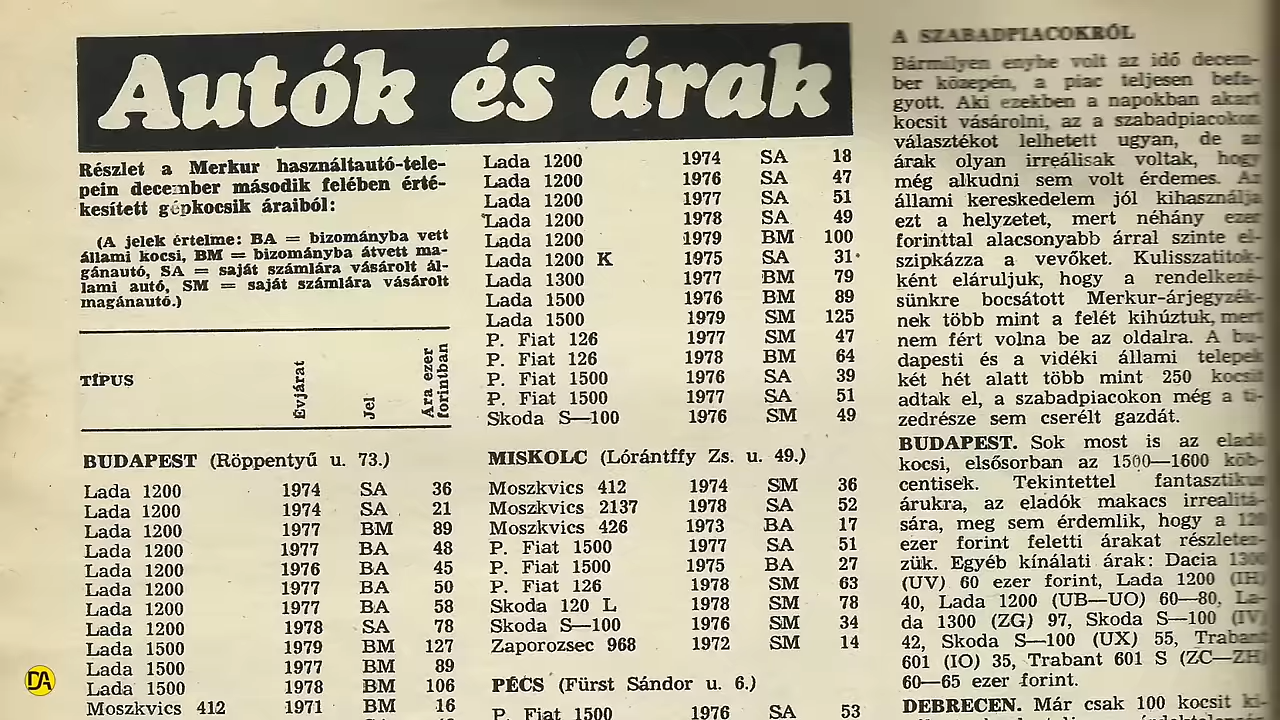 Autók és árak
Részlet a Merkur használtautó-tele-
pein december második felében érté-
kesített gépkocsik áraiból:
(A jelek értelme: BA = bizományba vett
állami kocsi, BM = bizományba átvett ma-
gánautó, SA = saját számlára vásárolt ál-
lami autó, SM = saját számlára vásárolt
magánautó.)
TÍPUS
Évjárat
Jel
Ára ezer
forintban
BUDAPEST (Röppentyű u. 73.)
Lada 1200 1974 SA 36
Lada 1200 1974 SA 21
Lada 1200 1977 BM 89
Lada 1200 1977 BA 48
Lada 1200 1976 BA 45
Lada 1200 1977 BA 50
Lada 1200 1977 BA 58
Lada 1200 1978 SA 78
Lada 1500 1979 BM 127
Lada 1500 1977 BM 89
Lada 1500 1978 BM 106
Moszkvics 412 1971 BM 16
Lada 1200 1974 SA 18
Lada 1200 1976 SA 47
Lada 1200 1977 SA 51
Lada 1200 1978 SA 49
Lada 1200 1979 BM 100
Lada 1200 K 1975 SA 31
Lada 1300 1977 BM 79
Lada 1500 1976 BM 89
Lada 1500 1979 SM 125
P. Fiat 126 1977 SM 47
P. Fiat 126 1978 BM 64
P. Fiat 1500 1976 SA 39
P. Fiat 1500 1977 SA 51
Skoda S—100 1976 SM 49
MISKOLC (Lórántffy Zs. u. 49.)
Moszkvics 412 1974 SM 36
Moszkvics 2137 1978 SA 52
Moszkvics 426 1973 BA 17
P. Fiat 1500 1977 SA 51
P. Fiat 1500 1975 BA 27
P. Fiat 126 1978 SM 63
Skoda 120 L 1978 SM 78
Skoda S—100 1976 SM 34
Zaporozsec 968 1972 SM 14
PÉCS (Fürst Sándor u. 6.)
P. Fiat 1500 1976 SA 53
A SZABADPIACOKRÓL
Bármilyen enyhe volt az idő decem-
ber közepén, a piac teljesen befa-
gyott. Aki ezekben a napokban akart
kocsit vásárolni, az a szabadpiacokon
választékot lelhetett ugyan, de az
árak olyan irreálisak voltak, hogy
még alkudni sem volt érdemes. Az
állami kereskedelem jól kihasználja
ezt a helyzetet, mert néhány ezer
forinttal alacsonyabb árral szinte el-
szipkázza a vevőket. Kulisszatitok-
ként eláruljuk, hogy a rendelkezé-
sünkre bocsátott Merkur-árjegyzék-
nek több mint a felét kihúztuk, mert
nem fért volna be az oldalra. A bu-
dapesti és a vidéki állami telepek
két hét alatt több mint 250 kocsit
adtak el, a szabadpiacokon még a ti-
zedrésze sem cserélt gazdát.
BUDAPEST. Sok most is az eladó
kocsi, elsősorban az 1500—1600 köb-
centisek. Tekintettel fantasztikus
árukra, az eladók makacs irrealitá-
sára, meg sem érdemlik, hogy a 120
ezer forint feletti árakat részletez-
zük. Egyéb kínálati árak: Dacia 1300
(UV) 60 ezer forint, Lada 1200 (IH)
40, Lada 1200 (UB—UO) 60—80, La-
da 1300 (ZG) 97, Skoda S—100 (IV)
42, Skoda S—100 (UX) 55, Trabant
601 (IO) 35, Trabant 601 S (ZC—ZH)
60—65 ezer forint.
DEBRECEN. Már csak 100 kocsit kí-
DA